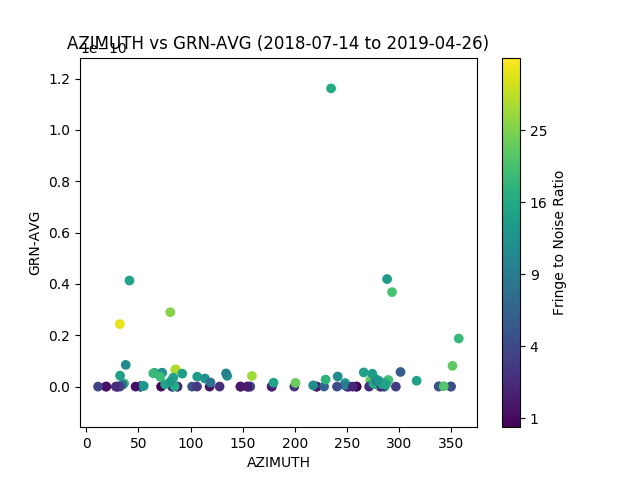 AZIMUTH vs GRN-AVG (2018-07-14 to 2019-04-26)
1e−10
1.2
1.0
0.8
0.6
0.4
0.2
0.0
GRN-AVG
0 50 100 150 200 250 300 350
AZIMUTH
25
16
9
4
1
Fringe to Noise Ratio